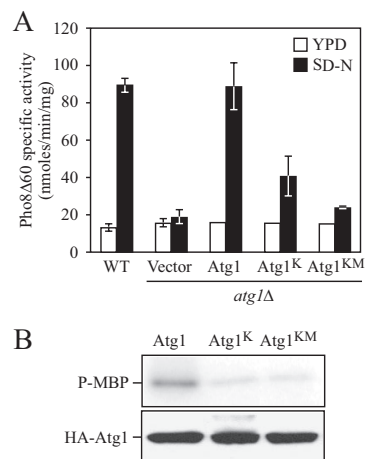 A
Pho8Δ60 specific activity
(nmoles/min/mg)
120
100
80
60
40
20
0
YPD
SD-N
WT Vector Atg1 Atg1ᴷ Atg1ᴷᴹ
atg1Δ
B
Atg1 Atg1ᴷ Atg1ᴷᴹ
P-MBP
HA-Atg1